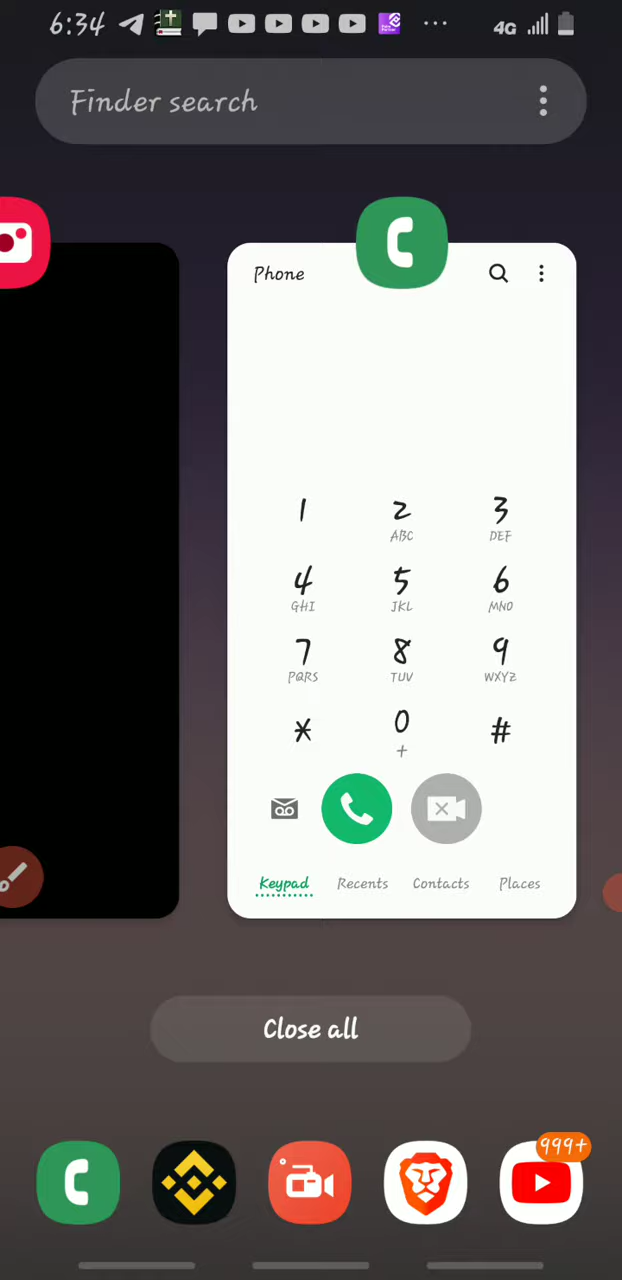 6:34 4G
Finder search
Phone
1 2 3
ABC DEF
4 5 6
GHI JKL MNO
7 8 9
PQRS TUV WXYZ
* 0 #
+
Keypad Recents Contacts Places
Close all
999+